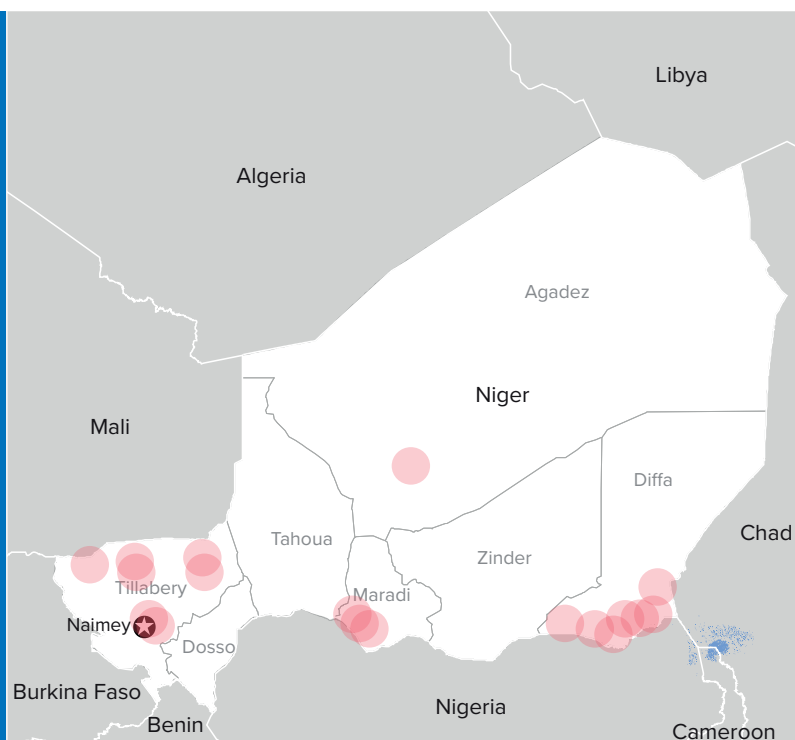 Libya
Algeria
Agadez
Niger
Mali
Diffa
Chad
Tahoua
Zinder
Tillabery
Maradi
Naimey
Dosso
Burkina Faso
Nigeria
Benin
Cameroon